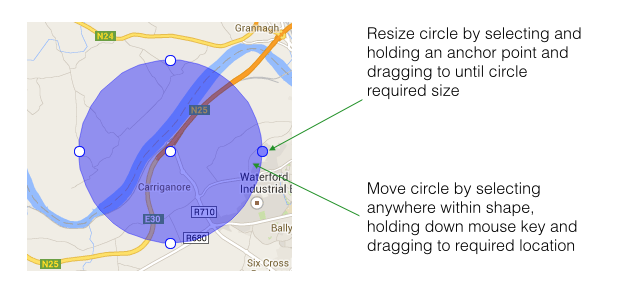 Grannagh
N24
N25
Waterford
Industrial E
Carriganore
R710
E30
R680
Bally
N25
Six Cross
Resize circle by selecting and
holding an anchor point and
dragging to until circle
required size
Move circle by selecting
anywhere within shape,
holding down mouse key and
dragging to required location